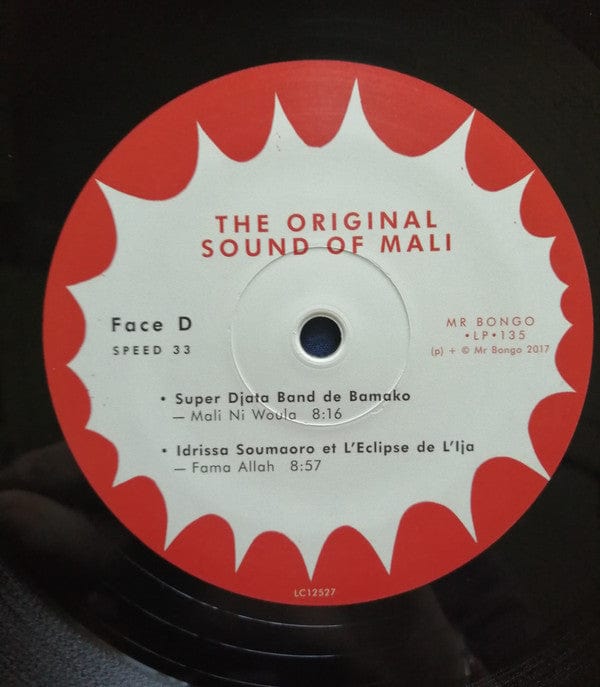 THE ORIGINAL
SOUND OF MALI
Face D
SPEED 33
MR BONGO
•LP•135
(p) + © Mr Bongo 2017
• Super Djata Band de Bamako
— Mali Ni Woula 8:16
• Idrissa Soumaoro et L'Eclipse de L'Ija
— Fama Allah 8:57
LC12527